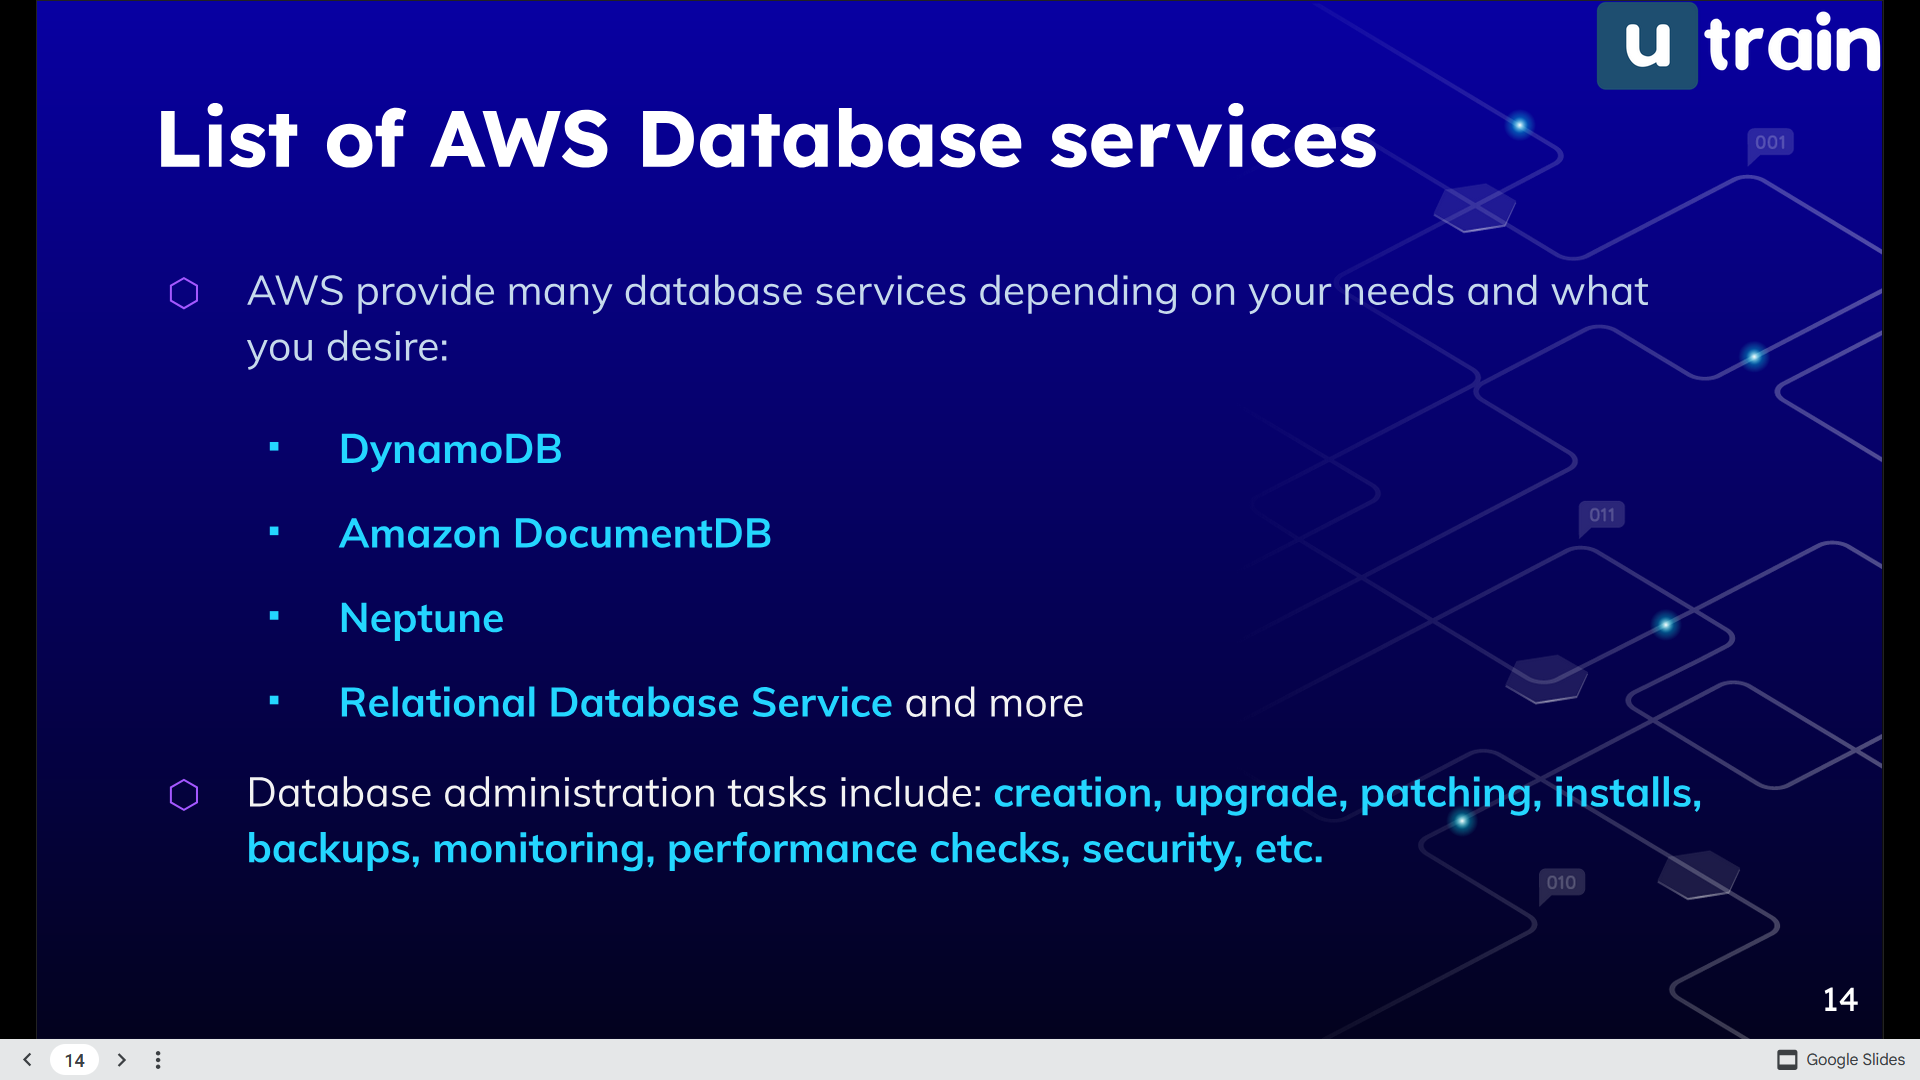 u train
List of AWS Database services
001
AWS provide many database services depending on your needs and what
you desire:
DynamoDB
Amazon DocumentDB
011
Neptune
Relational Database Service and more
Database administration tasks include: creation, upgrade, patching, installs,
backups, monitoring, performance checks, security, etc.
010
14
14
Google Slides